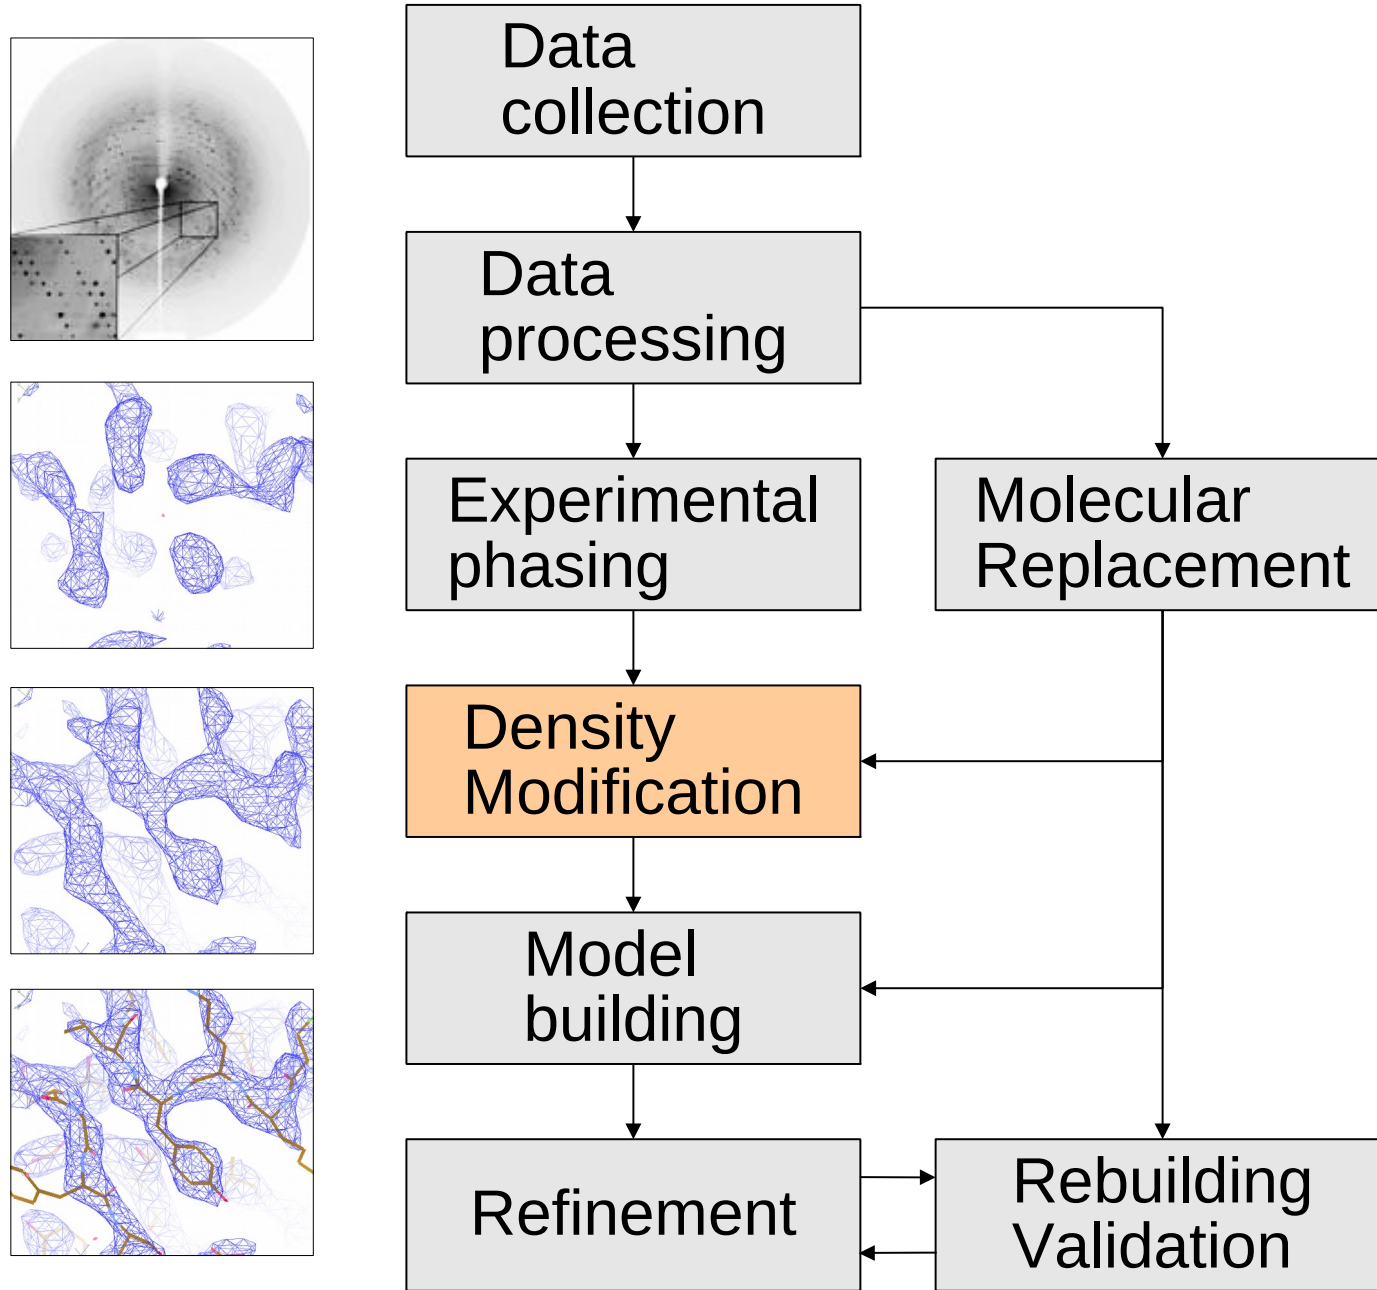 Data
collection
Data
processing
Experimental
phasing
Molecular
Replacement
Density
Modification
Model
building
Refinement
Rebuilding
Validation